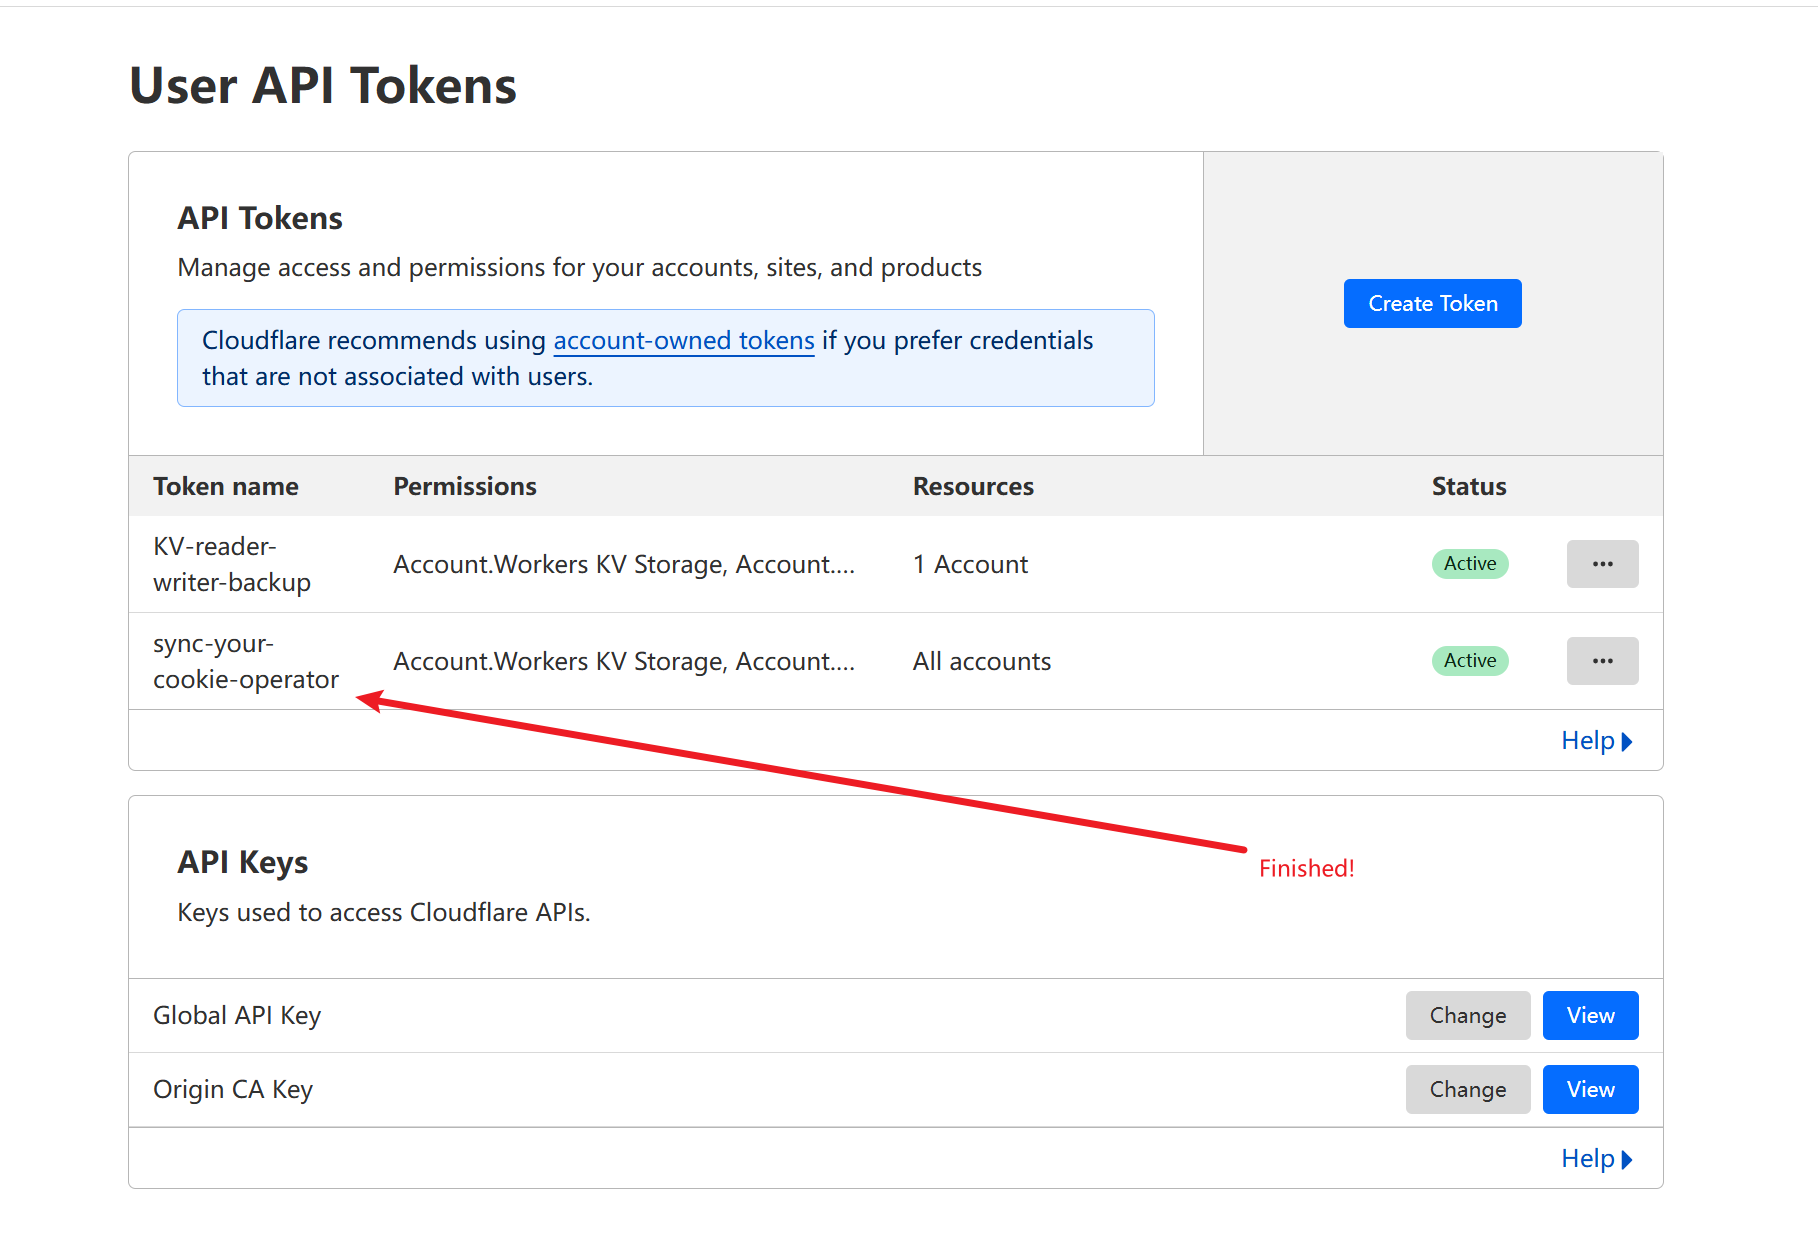 User API Tokens
API Tokens
Manage access and permissions for your accounts, sites, and products
Cloudflare recommends using account-owned tokens if you prefer credentials
that are not associated with users.
Create Token
Token name Permissions Resources Status
KV-reader-
writer-backup
Account.Workers KV Storage, Account.... 1 Account Active ...
sync-your-
cookie-operator
Account.Workers KV Storage, Account.... All accounts Active ...
Help
Finished!
API Keys
Keys used to access Cloudflare APIs.
Global API Key Change View
Origin CA Key Change View
Help